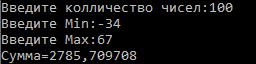 Введите колличество чисел:100
Введите Min:-34
Введите Max:67
Сумма=2785,709708